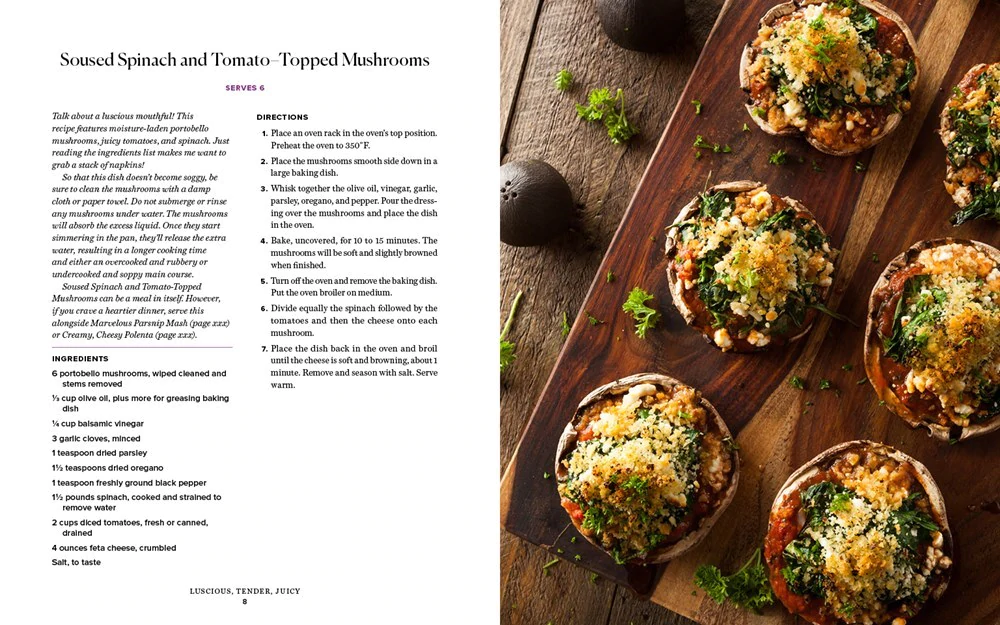 Soused Spinach and Tomato–Topped Mushrooms
SERVES 6
Talk about a luscious mouthful! This
recipe features moisture-laden portobello
mushrooms, juicy tomatoes, and spinach. Just
reading the ingredients list makes me want to
grab a stack of napkins!
So that this dish doesn't become soggy, be
sure to clean the mushrooms with a damp
cloth or paper towel. Do not submerge or rinse
any mushrooms under water. The mushrooms
will absorb the excess liquid. Once they start
simmering in the pan, they'll release the extra
water, resulting in a longer cooking time
and either an overcooked and rubbery or
undercooked and soppy main course.
Soused Spinach and Tomato-Topped
Mushrooms can be a meal in itself. However,
if you crave a heartier dinner, serve this
alongside Marvelous Parsnip Mash (page xxx)
or Creamy, Cheesy Polenta (page xxx).
INGREDIENTS
6 portobello mushrooms, wiped cleaned and
stems removed
⅓ cup olive oil, plus more for greasing baking
dish
¼ cup balsamic vinegar
3 garlic cloves, minced
1 teaspoon dried parsley
1½ teaspoons dried oregano
1 teaspoon freshly ground black pepper
1½ pounds spinach, cooked and strained to
remove water
2 cups diced tomatoes, fresh or canned,
drained
4 ounces feta cheese, crumbled
Salt, to taste
DIRECTIONS
1. Place an oven rack in the oven's top position.
Preheat the oven to 350°F.
2. Place the mushrooms smooth side down in a
large baking dish.
3. Whisk together the olive oil, vinegar, garlic,
parsley, oregano, and pepper. Pour the dress-
ing over the mushrooms and place the dish
in the oven.
4. Bake, uncovered, for 10 to 15 minutes. The
mushrooms will be soft and slightly browned
when finished.
5. Turn off the oven and remove the baking dish.
Put the oven broiler on medium.
6. Divide equally the spinach followed by the
tomatoes and then the cheese onto each
mushroom.
7. Place the dish back in the oven and broil
until the cheese is soft and browning, about 1
minute. Remove and season with salt. Serve
warm.
LUSCIOUS, TENDER, JUICY
8